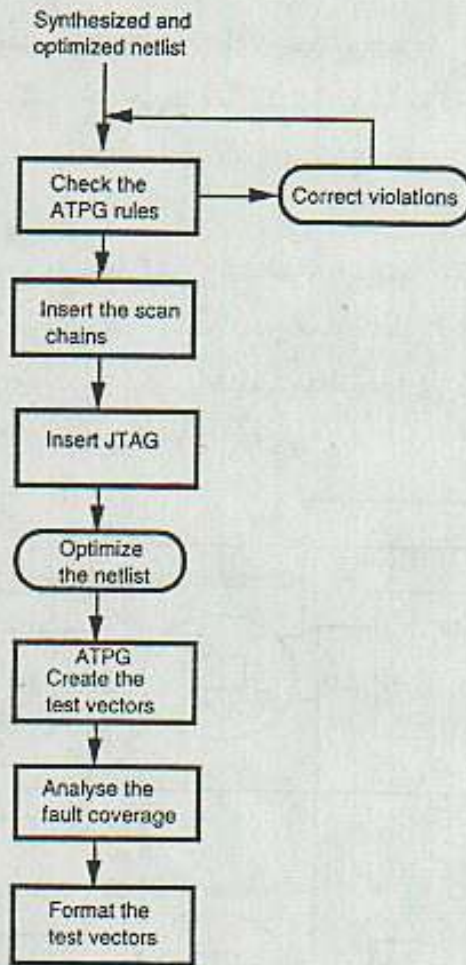 Synthesized and
optimized netlist
Check the
ATPG rules
Correct violations
Insert the scan
chains
Insert JTAG
Optimize
the netlist
ATPG
Create the
test vectors
Analyse the
fault coverage
Format the
test vectors